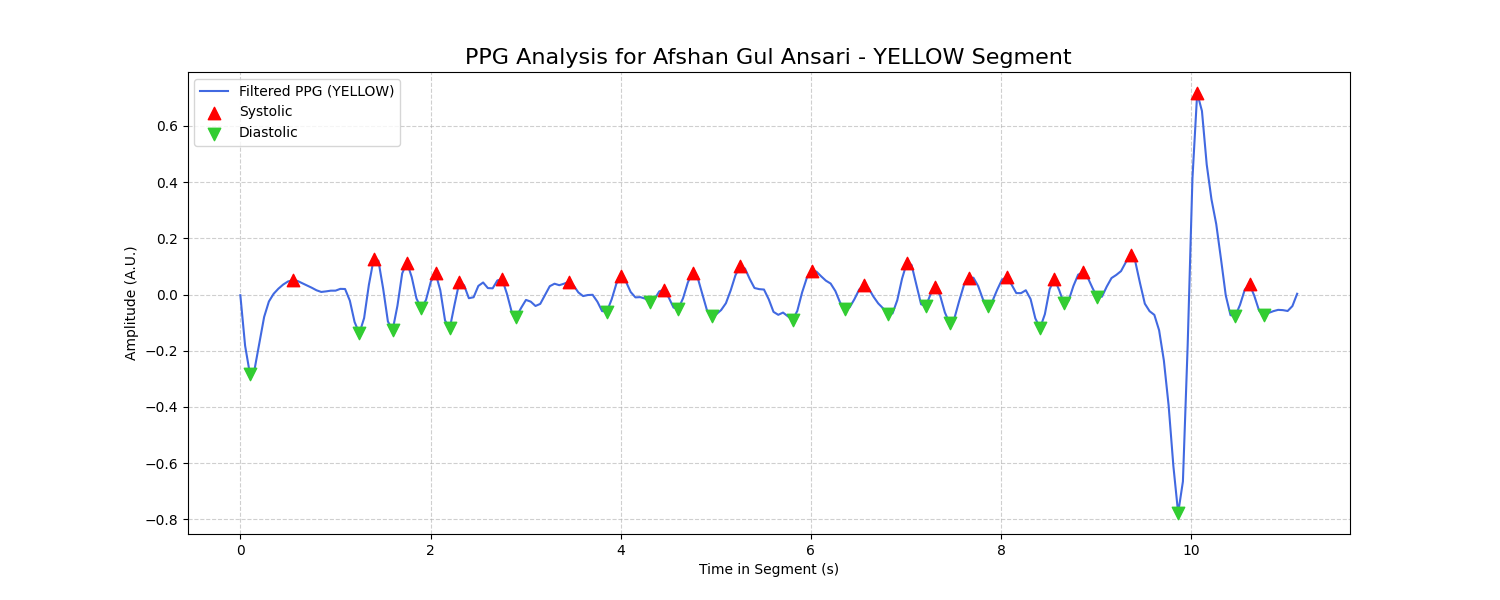 PPG Analysis for Afshan Gul Ansari - YELLOW Segment
Filtered PPG (YELLOW)
Systolic
Diastolic
Amplitude (A.U.)
0.6
0.4
0.2
0.0
−0.2
−0.4
−0.6
−0.8
0 2 4 6 8 10
Time in Segment (s)